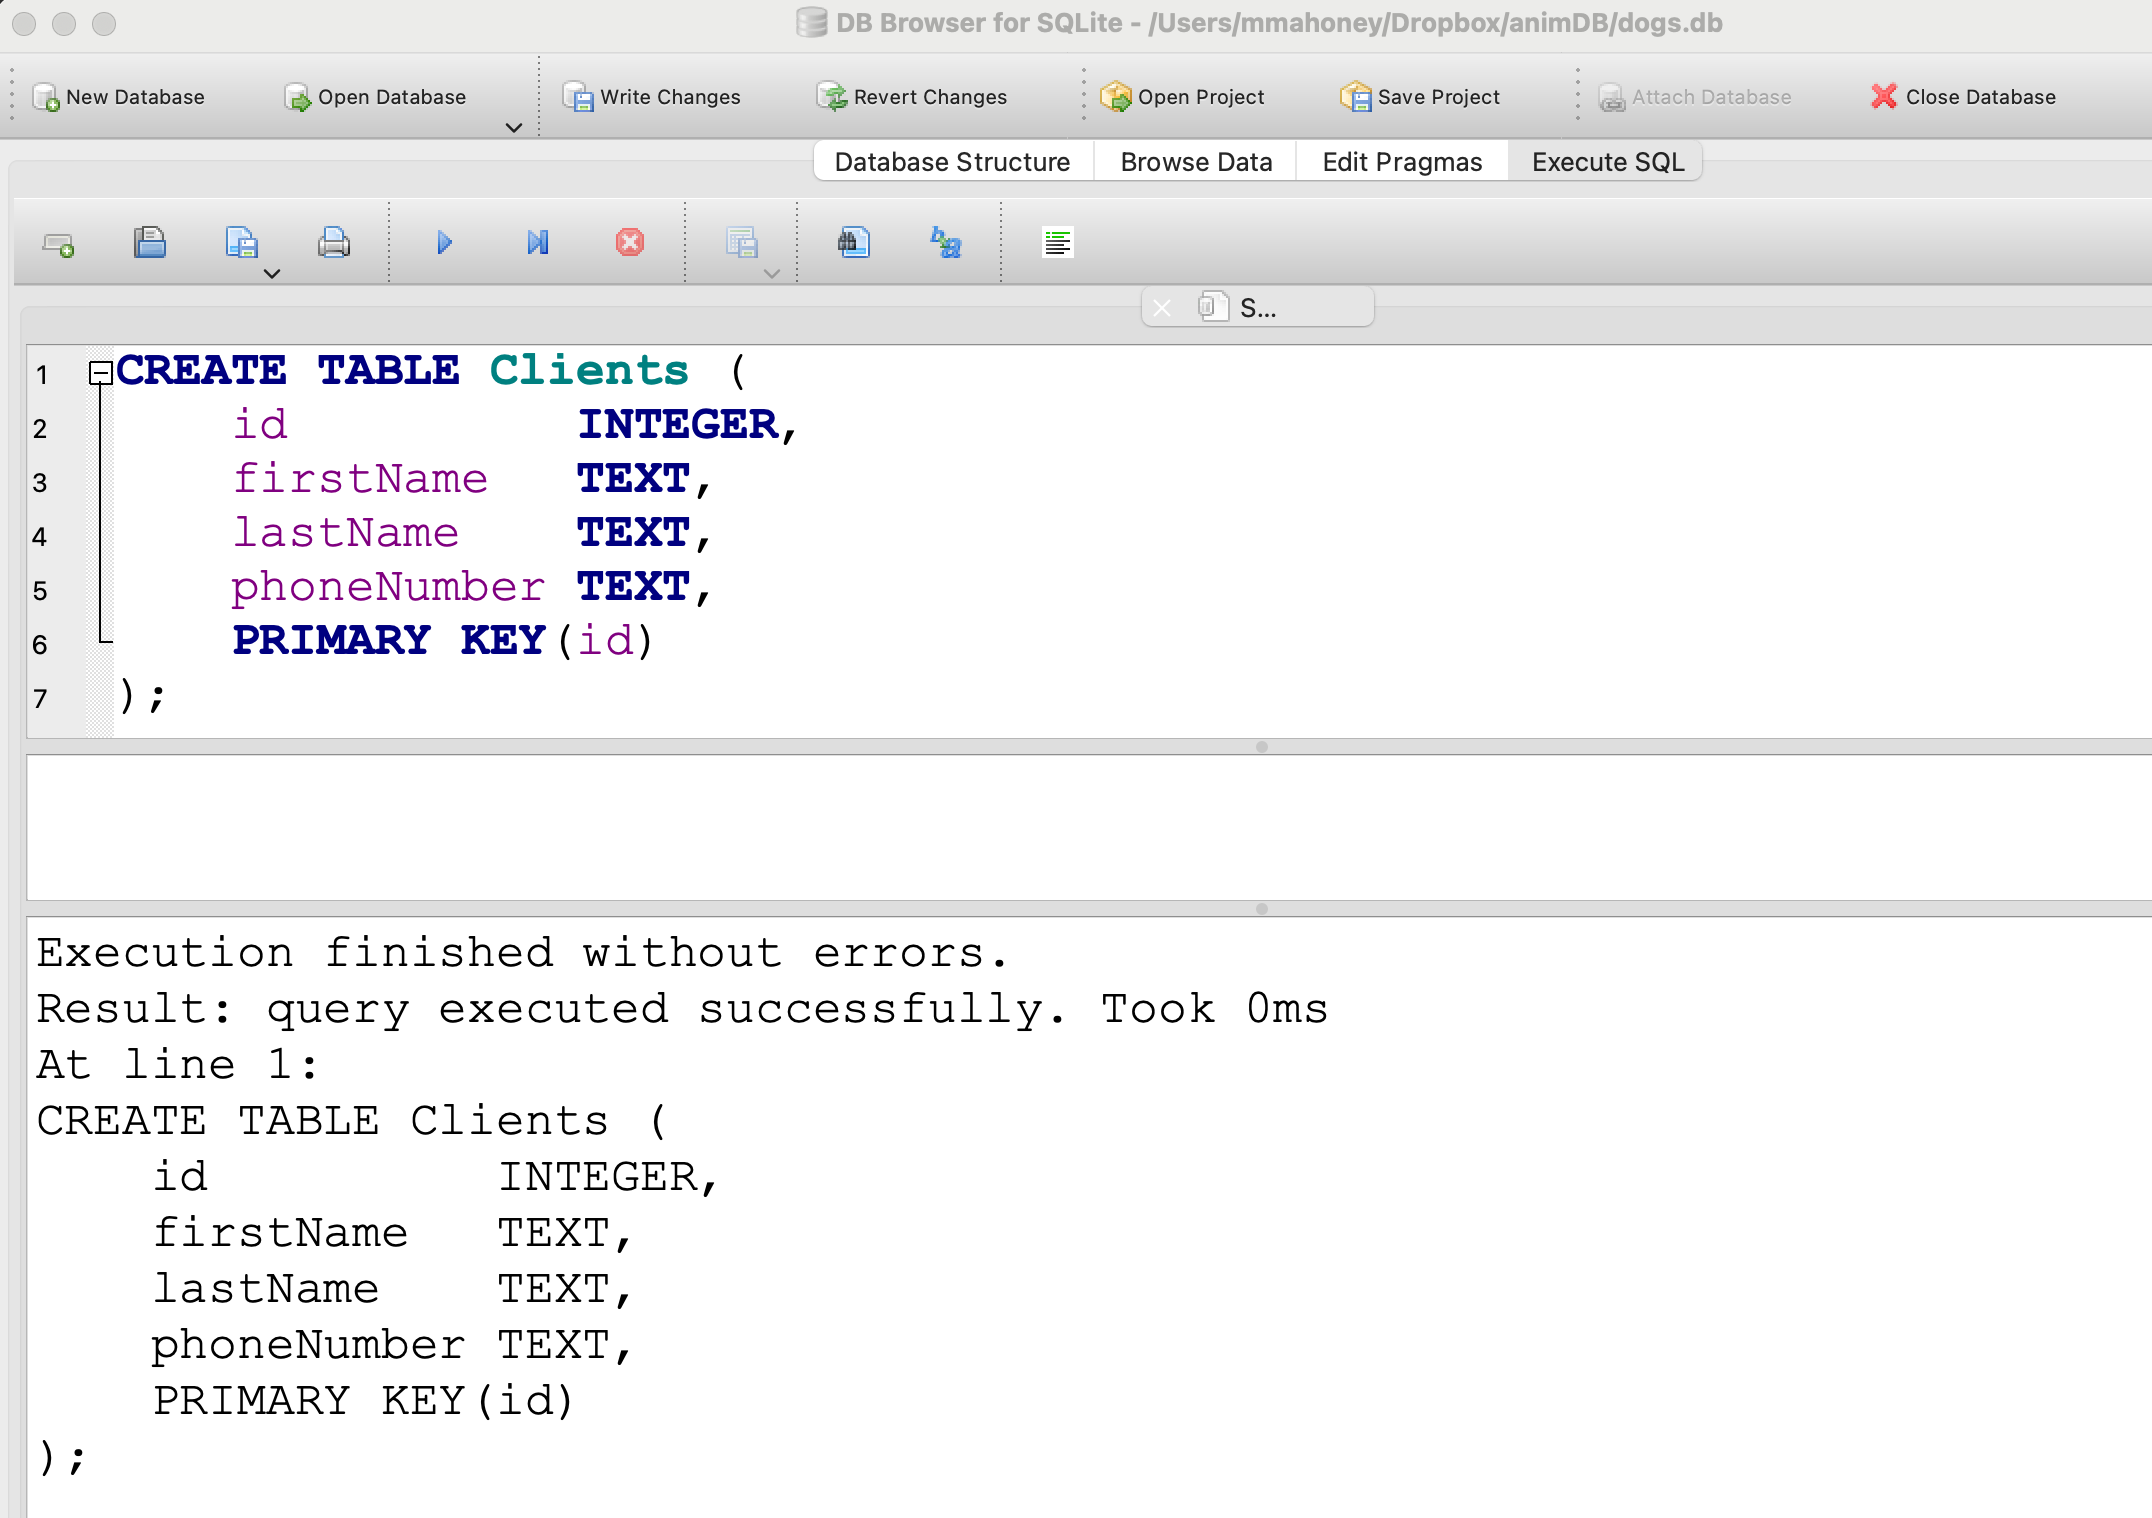 DB Browser for SQLite - /Users/mmahoney/Dropbox/animDB/dogs.db
New Database Open Database Write Changes Revert Changes Open Project Save Project Attach Database Close Database
Database Structure Browse Data Edit Pragmas Execute SQL
S...
1 CREATE TABLE Clients (
2 id INTEGER,
3 firstName TEXT,
4 lastName TEXT,
5 phoneNumber TEXT,
6 PRIMARY KEY(id)
7 );
Execution finished without errors.
Result: query executed successfully. Took 0ms
At line 1:
CREATE TABLE Clients (
id INTEGER,
firstName TEXT,
lastName TEXT,
phoneNumber TEXT,
PRIMARY KEY(id)
);